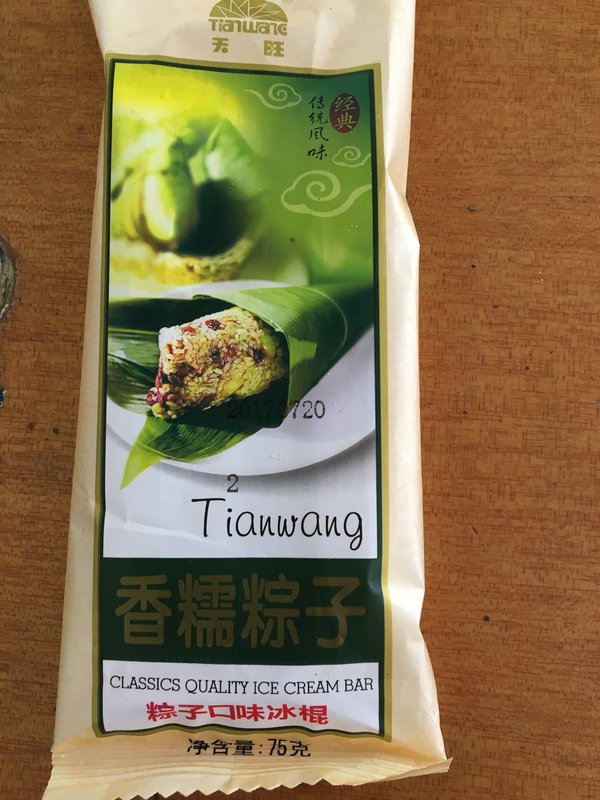 Tianwang
®
天旺
经典
传统风味
20170720
2
Tianwang
香糯粽子
CLASSICS QUALITY ICE CREAM BAR
粽子口味冰棍
净含量:75克